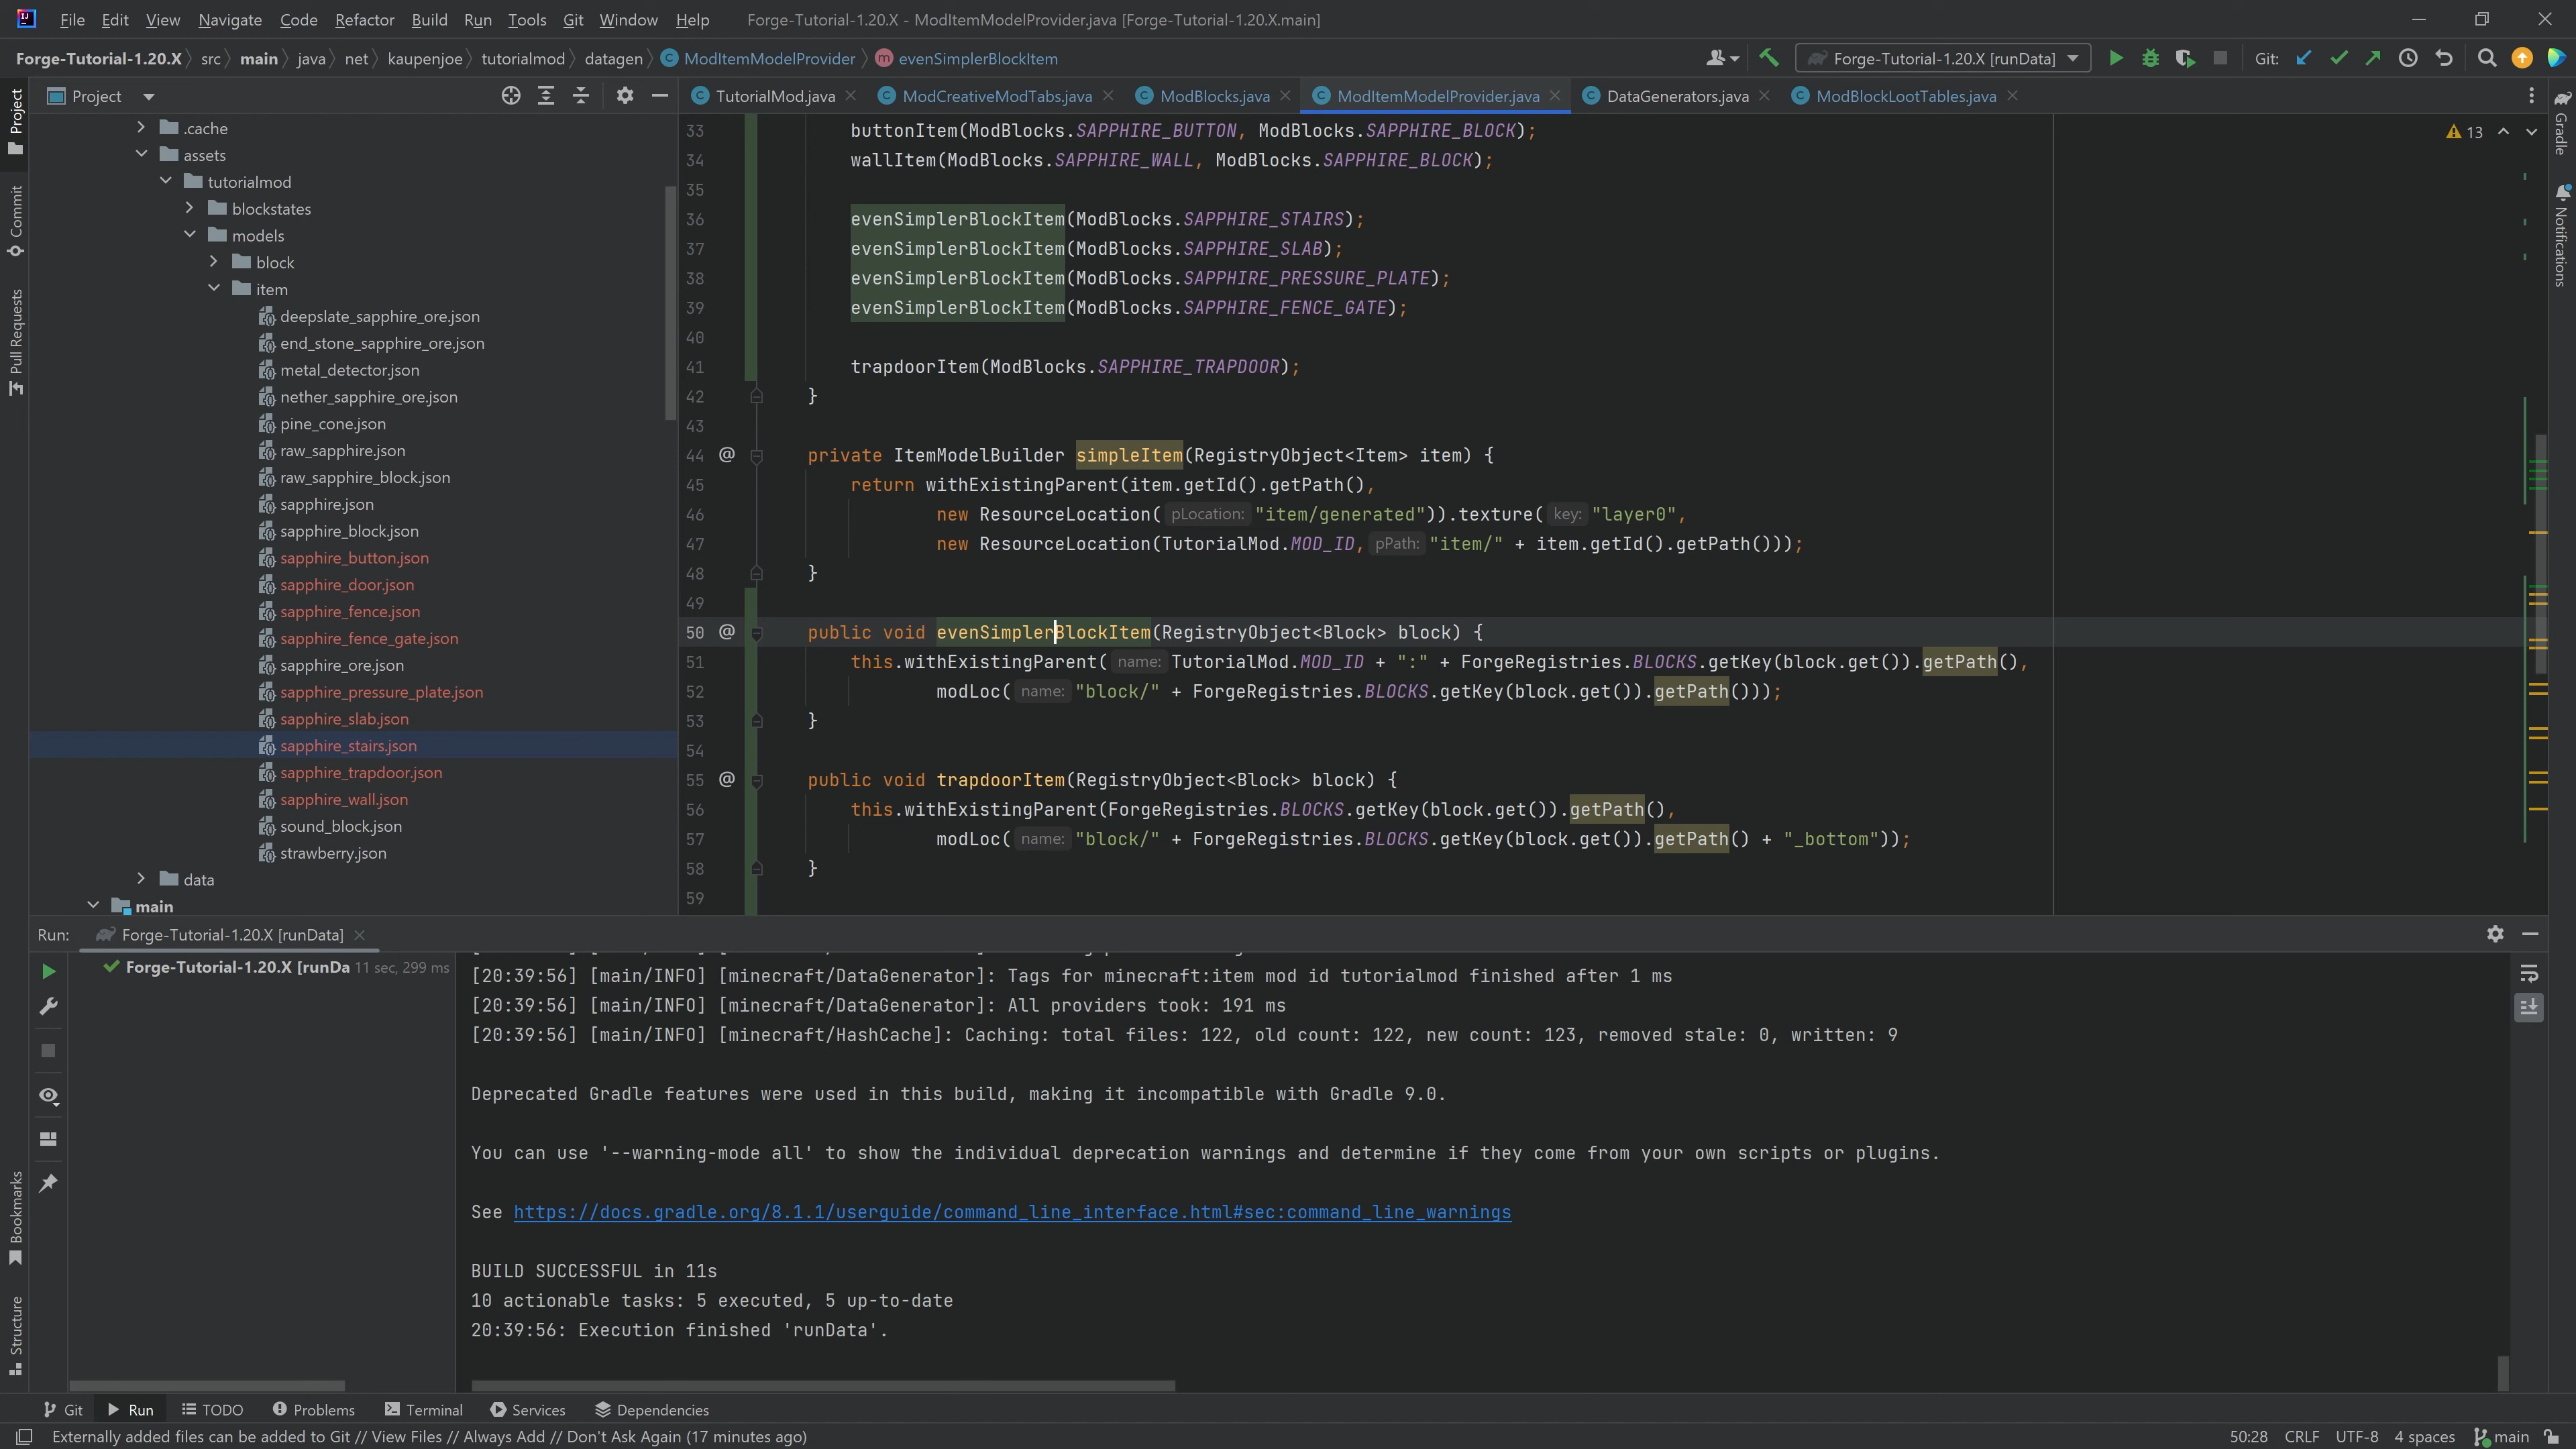 File Edit View Navigate Code Refactor Build Run Tools Git Window Help Forge-Tutorial-1.20.X - ModItemModelProvider.java [Forge-Tutorial-1.20.X.main]
Forge-Tutorial-1.20.X src main java net kaupenjoe tutorialmod datagen ModItemModelProvider evenSimplerBlockItem Forge-Tutorial-1.20.X [runData] Git:
Project TutorialMod.java ModCreativeModTabs.java ModBlocks.java ModItemModelProvider.java DataGenerators.java ModBlockLootTables.java
Project
Commit
Pull Requests
Bookmarks
Structure
Gradle
Notifications
.cache
assets
tutorialmod
blockstates
models
block
item
deepslate_sapphire_ore.json
end_stone_sapphire_ore.json
metal_detector.json
nether_sapphire_ore.json
pine_cone.json
raw_sapphire.json
raw_sapphire_block.json
sapphire.json
sapphire_block.json
sapphire_button.json
sapphire_door.json
sapphire_fence.json
sapphire_fence_gate.json
sapphire_ore.json
sapphire_pressure_plate.json
sapphire_slab.json
sapphire_stairs.json
sapphire_trapdoor.json
sapphire_wall.json
sound_block.json
strawberry.json
data
main
13
33 buttonItem(ModBlocks.SAPPHIRE_BUTTON, ModBlocks.SAPPHIRE_BLOCK);
34 wallItem(ModBlocks.SAPPHIRE_WALL, ModBlocks.SAPPHIRE_BLOCK);
35
36 evenSimplerBlockItem(ModBlocks.SAPPHIRE_STAIRS);
37 evenSimplerBlockItem(ModBlocks.SAPPHIRE_SLAB);
38 evenSimplerBlockItem(ModBlocks.SAPPHIRE_PRESSURE_PLATE);
39 evenSimplerBlockItem(ModBlocks.SAPPHIRE_FENCE_GATE);
40
41 trapdoorItem(ModBlocks.SAPPHIRE_TRAPDOOR);
42 }
43
44 @ private ItemModelBuilder simpleItem(RegistryObject<Item> item) {
45 return withExistingParent(item.getId().getPath(),
46 new ResourceLocation( pLocation: "item/generated")).texture( key: "layer0",
47 new ResourceLocation(TutorialMod.MOD_ID, pPath: "item/" + item.getId().getPath()));
48 }
49
50 @ public void evenSimplerBlockItem(RegistryObject<Block> block) {
51 this.withExistingParent( name: TutorialMod.MOD_ID + ":" + ForgeRegistries.BLOCKS.getKey(block.get()).getPath(),
52 modLoc( name: "block/" + ForgeRegistries.BLOCKS.getKey(block.get()).getPath()));
53 }
54
55 @ public void trapdoorItem(RegistryObject<Block> block) {
56 this.withExistingParent(ForgeRegistries.BLOCKS.getKey(block.get()).getPath(),
57 modLoc( name: "block/" + ForgeRegistries.BLOCKS.getKey(block.get()).getPath() + "_bottom"));
58 }
59
Run: Forge-Tutorial-1.20.X [runData]
Forge-Tutorial-1.20.X [runDa 11 sec, 299 ms
[20:39:56] [main/INFO] [minecraft/DataGenerator]: Tags for minecraft:item mod id tutorialmod finished after 1 ms
[20:39:56] [main/INFO] [minecraft/DataGenerator]: All providers took: 191 ms
[20:39:56] [main/INFO] [minecraft/HashCache]: Caching: total files: 122, old count: 122, new count: 123, removed stale: 0, written: 9
Deprecated Gradle features were used in this build, making it incompatible with Gradle 9.0.
You can use '--warning-mode all' to show the individual deprecation warnings and determine if they come from your own scripts or plugins.
See https://docs.gradle.org/8.1.1/userguide/command_line_interface.html#sec:command_line_warnings
BUILD SUCCESSFUL in 11s
10 actionable tasks: 5 executed, 5 up-to-date
20:39:56: Execution finished 'runData'.
Git Run TODO Problems Terminal Services Dependencies
Externally added files can be added to Git // View Files // Always Add // Don't Ask Again (17 minutes ago) 50:28 CRLF UTF-8 4 spaces main